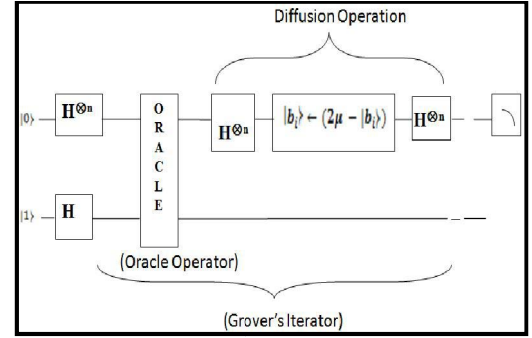 Diffusion Operation
|0⟩
H⊗n
O
R
A
C
L
E
H⊗n
|bᵢ⟩ ← (2μ − |bᵢ⟩)
H⊗n
|1⟩
H
(Oracle Operator)
(Grover's Iterator)